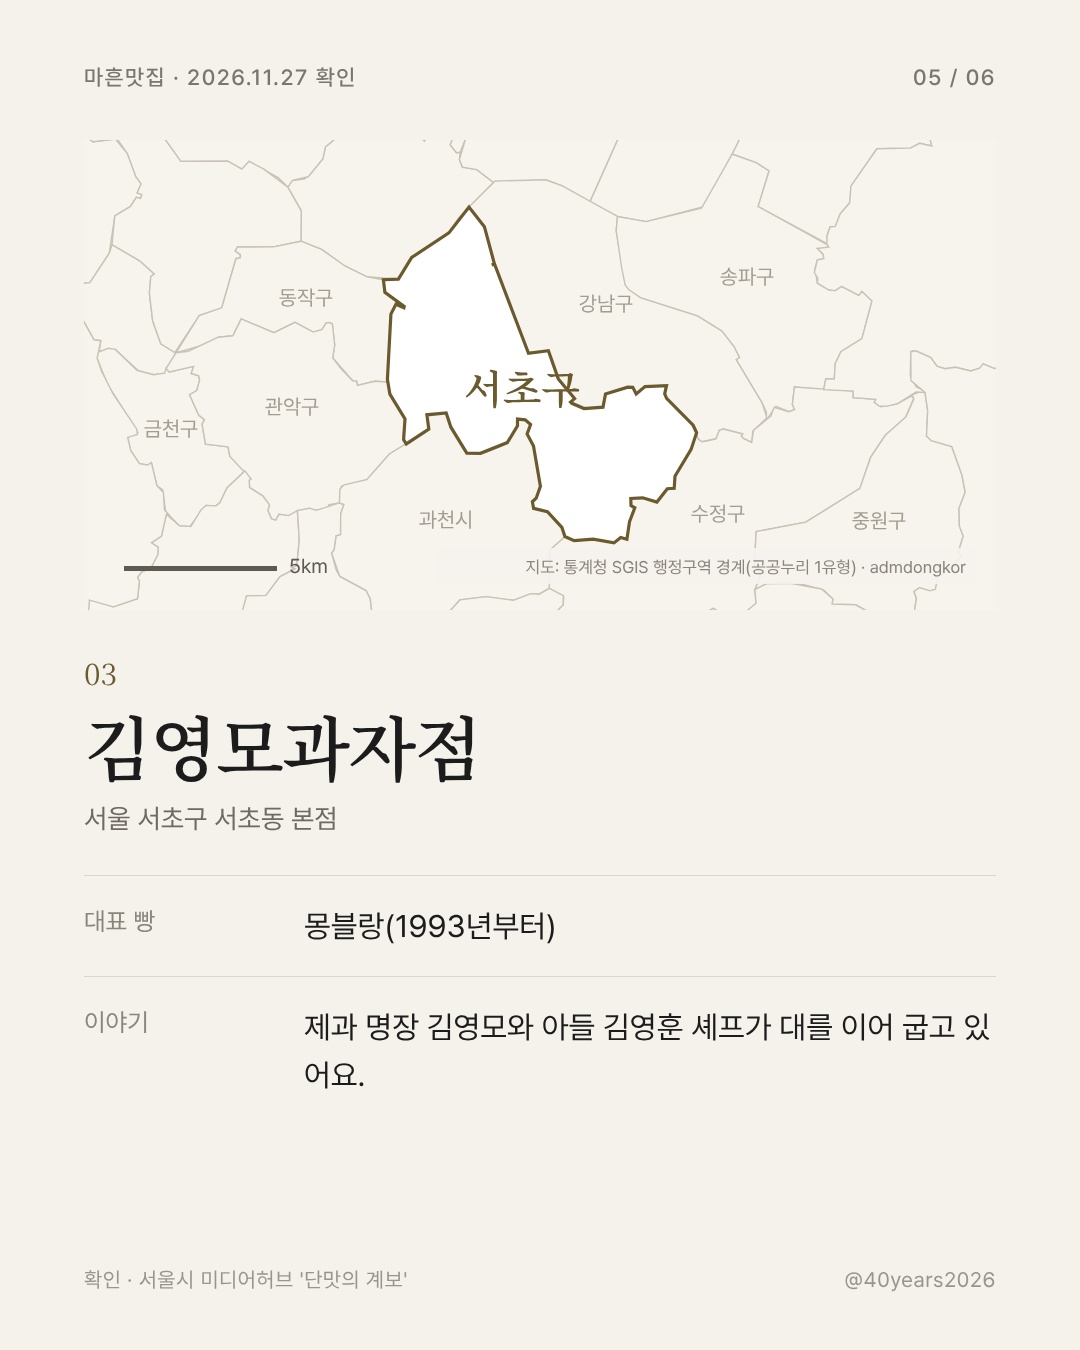 마흔맛집 · 2026.11.27 확인
05 / 06
송파구
동작구
강남구
서초구
관악구
금천구
과천시
수정구
중원구
5km
지도: 통계청 SGIS 행정구역 경계(공공누리 1유형) · admdongkor
03
김영모과자점
서울 서초구 서초동 본점
대표 빵
몽블랑(1993년부터)
이야기
제과 명장 김영모와 아들 김영훈 셰프가 대를 이어 굽고 있
어요.
확인 · 서울시 미디어허브 '단맛의 계보'
@40years2026